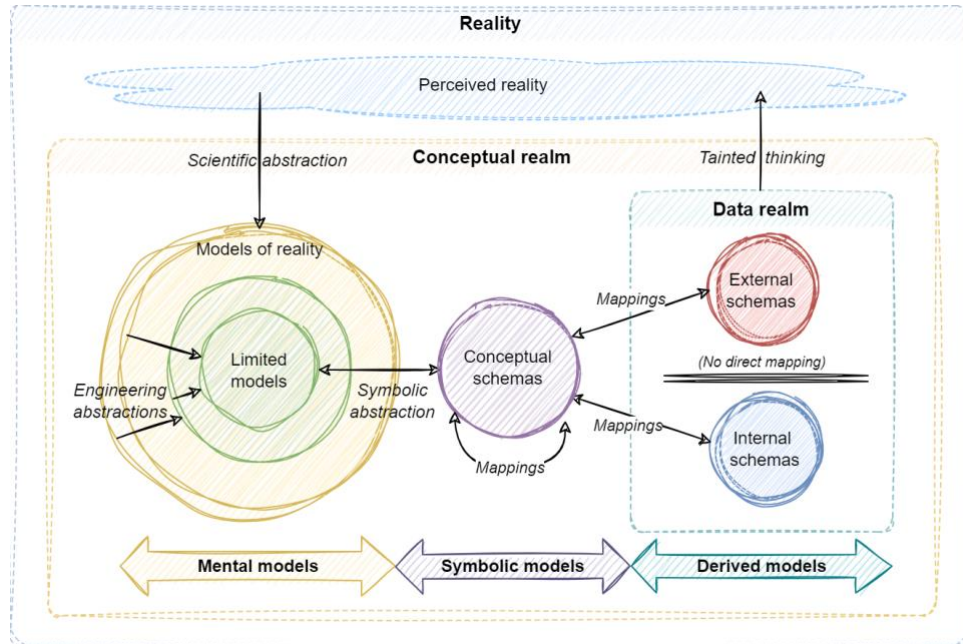 Reality
Perceived reality
Scientific abstraction
Conceptual realm
Tainted thinking
Data realm
Models of reality
External
schemas
Mappings
(No direct mapping)
Limited
models
Conceptual
schemas
Engineering
abstractions
Symbolic
abstraction
Mappings
Internal
schemas
Mappings
Mental models
Symbolic models
Derived models